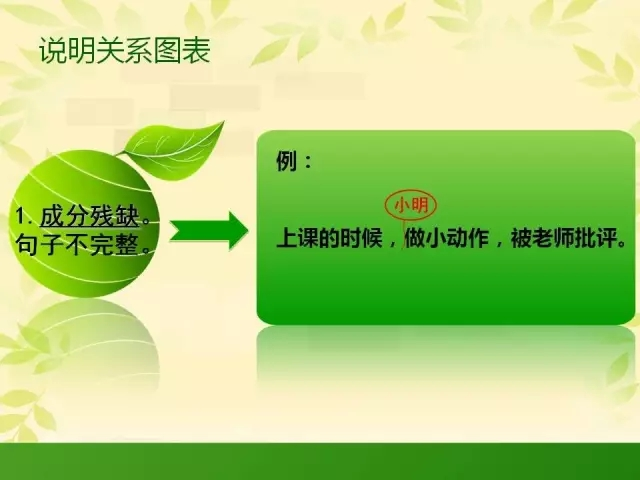 说明关系图表
1. 成分残缺。
句子不完整。
例：
小明
上课的时候，做小动作，被老师批评。